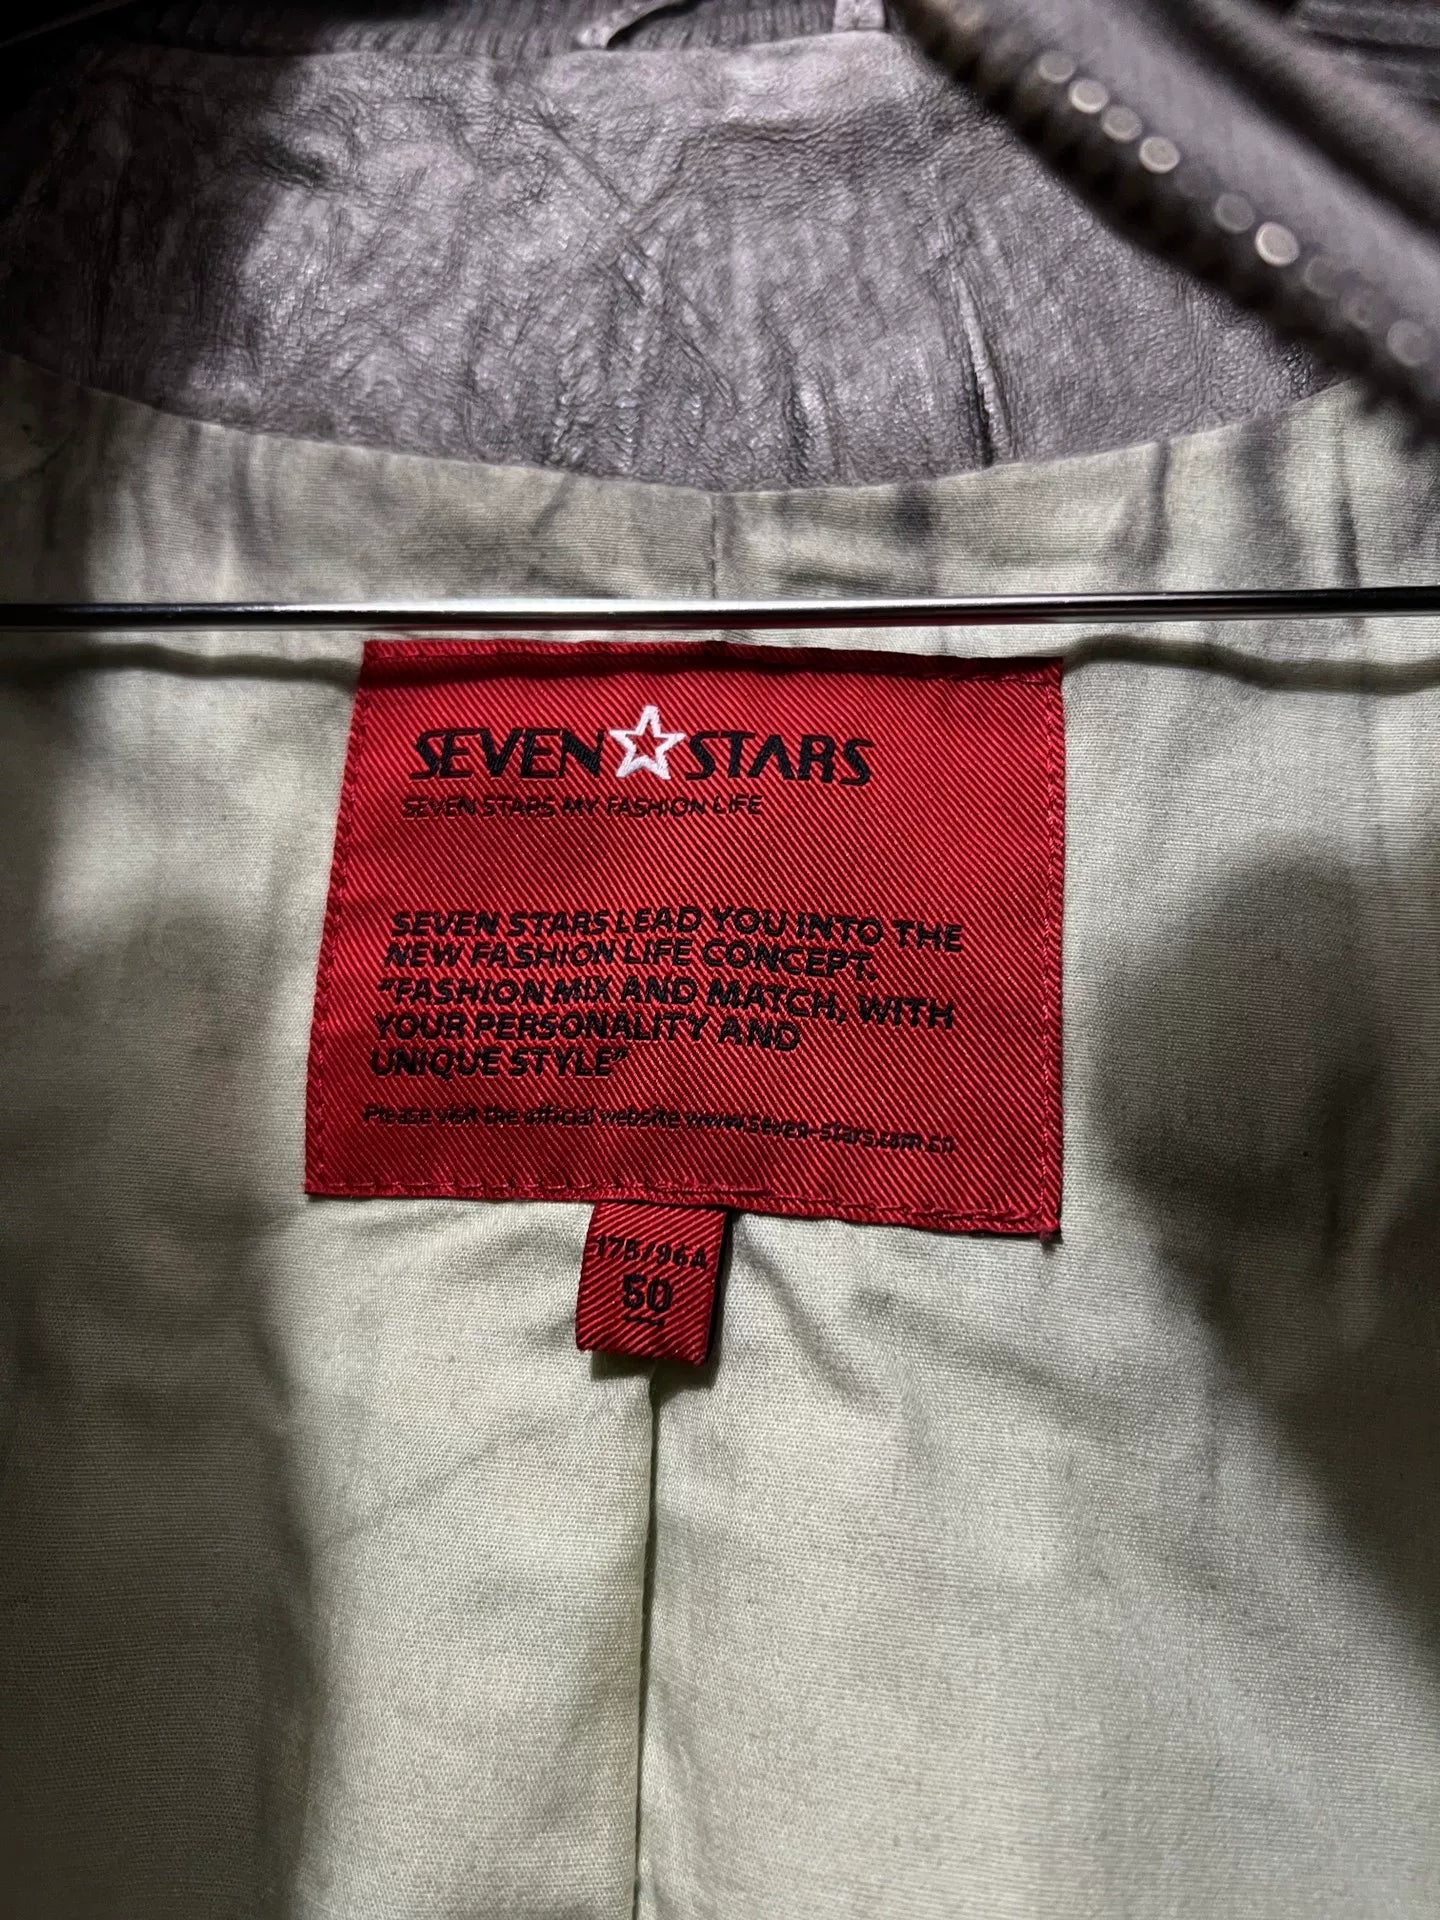 SEVEN☆STARS
SEVEN STARS MY FASHION LIFE
SEVEN STARS LEAD YOU INTO THE
NEW FASHION LIFE CONCEPT.
"FASHION MIX AND MATCH, WITH
YOUR PERSONALITY AND
UNIQUE STYLE"
Please visit the official website www.seven-stars.com.cn
175/96A
50